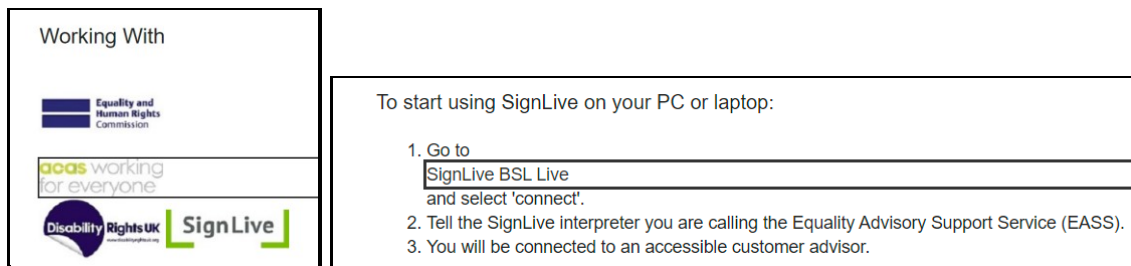 Working With
Equality and
Human Rights
Commission
acas working
for everyone
Disability Rights UK
www.disabilityrightsuk.org
SignLive
To start using SignLive on your PC or laptop:
1. Go to
SignLive BSL Live
and select 'connect'.
2. Tell the SignLive interpreter you are calling the Equality Advisory Support Service (EASS).
3. You will be connected to an accessible customer advisor.